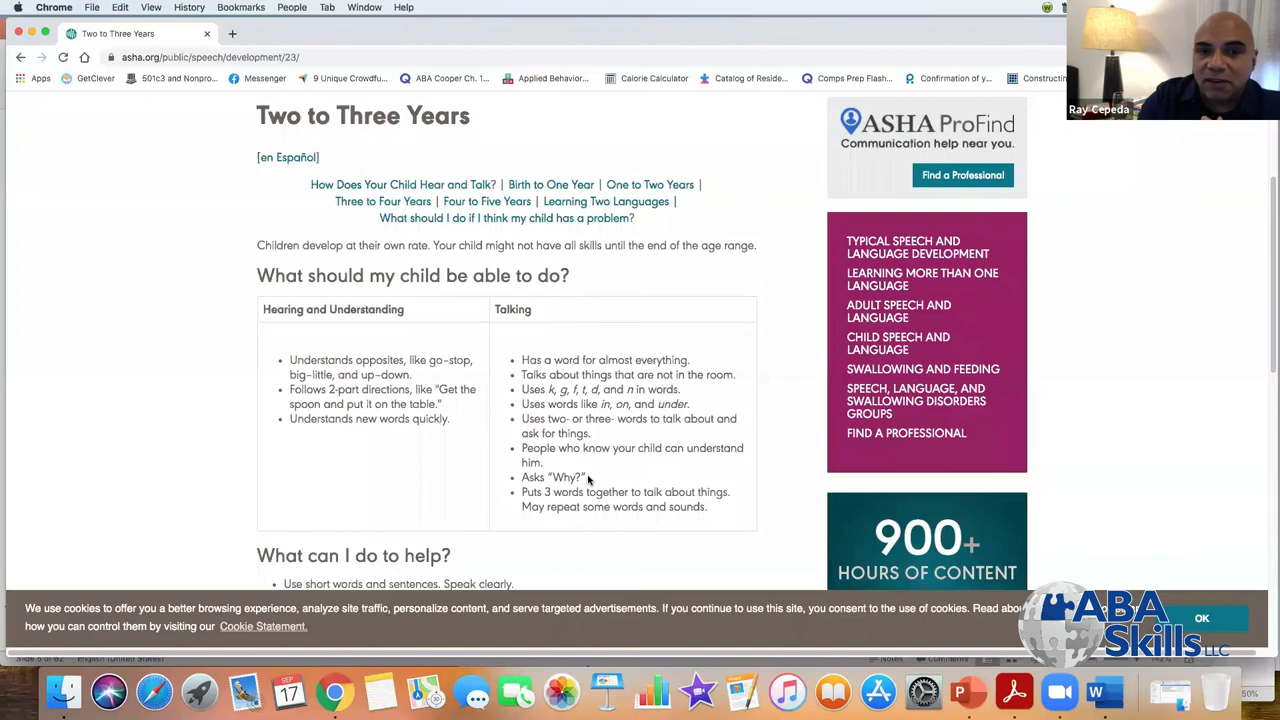 Chrome File Edit View History Bookmarks People Tab Window Help
Two to Three Years
asha.org/public/speech/development/23/
Apps GetClever 501c3 and Nonpro... Messenger 9 Unique Crowdfu... ABA Cooper Ch. 1... Applied Behavior... Calorie Calculator Catalog of Reside... Comps Prep Flash... Confirmation of y... Constructin
Ray Cepeda
Two to Three Years
[en Español]
How Does Your Child Hear and Talk? | Birth to One Year | One to Two Years |
Three to Four Years | Four to Five Years | Learning Two Languages |
What should I do if I think my child has a problem?
Children develop at their own rate. Your child might not have all skills until the end of the age range.
What should my child be able to do?
Hearing and Understanding
• Understands opposites, like go-stop,
big-little, and up-down.
• Follows 2-part directions, like "Get the
spoon and put it on the table."
• Understands new words quickly.
Talking
• Has a word for almost everything.
• Talks about things that are not in the room.
• Uses k, g, f, t, d, and n in words.
• Uses words like in, on, and under.
• Uses two- or three- words to talk about and
ask for things.
• People who know your child can understand
him.
• Asks “Why?”
• Puts 3 words together to talk about things.
May repeat some words and sounds.
What can I do to help?
• Use short words and sentences. Speak clearly.
ASHA ProFind
Communication help near you.
Find a Professional
TYPICAL SPEECH AND
LANGUAGE DEVELOPMENT
LEARNING MORE THAN ONE
LANGUAGE
ADULT SPEECH AND
LANGUAGE
CHILD SPEECH AND
LANGUAGE
SWALLOWING AND FEEDING
SPEECH, LANGUAGE, AND
SWALLOWING DISORDERS
GROUPS
FIND A PROFESSIONAL
900+
HOURS OF CONTENT
We use cookies to offer you a better browsing experience, analyze site traffic, personalize content, and serve targeted advertisements. If you continue to use this site, you consent to the use of cookies. Read abou
how you can control them by visiting our Cookie Statement.
OK
ABA
Skills LLC
English (United States)
Notes Comments
SEP
17
50%